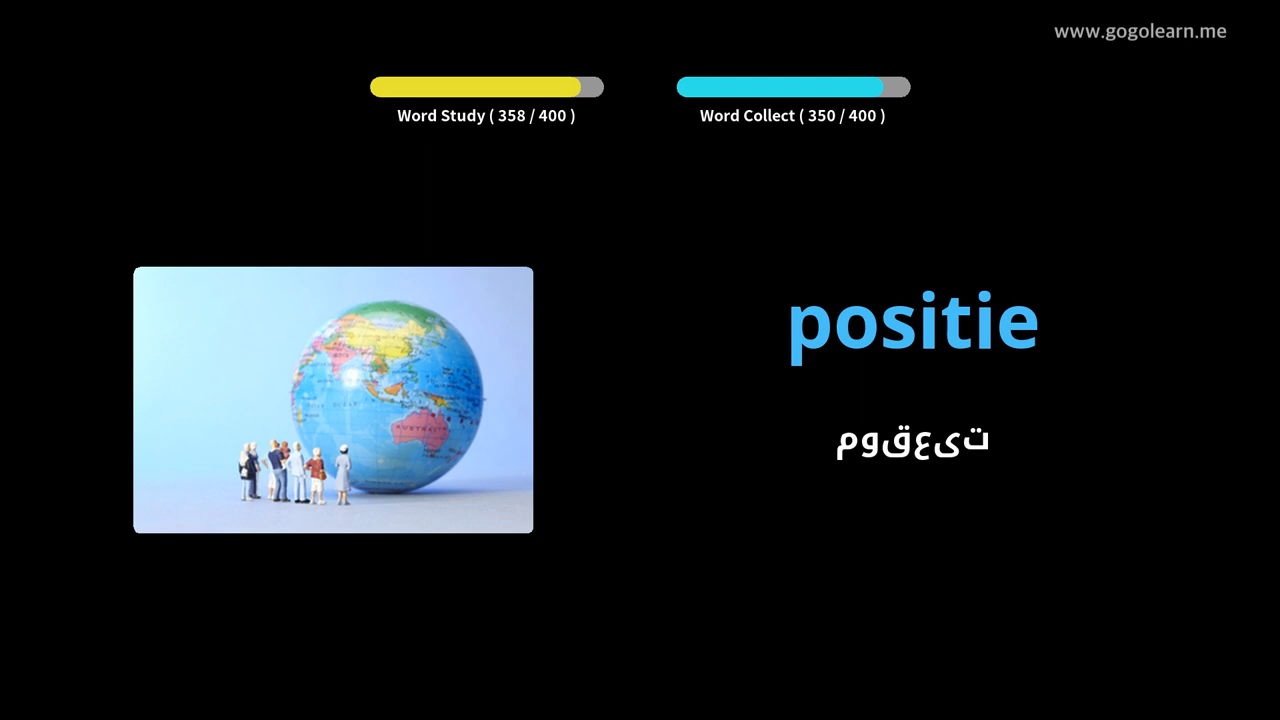 www.gogolearn.me
Word Study ( 358 / 400 )
Word Collect ( 350 / 400 )
positie
موقعیت